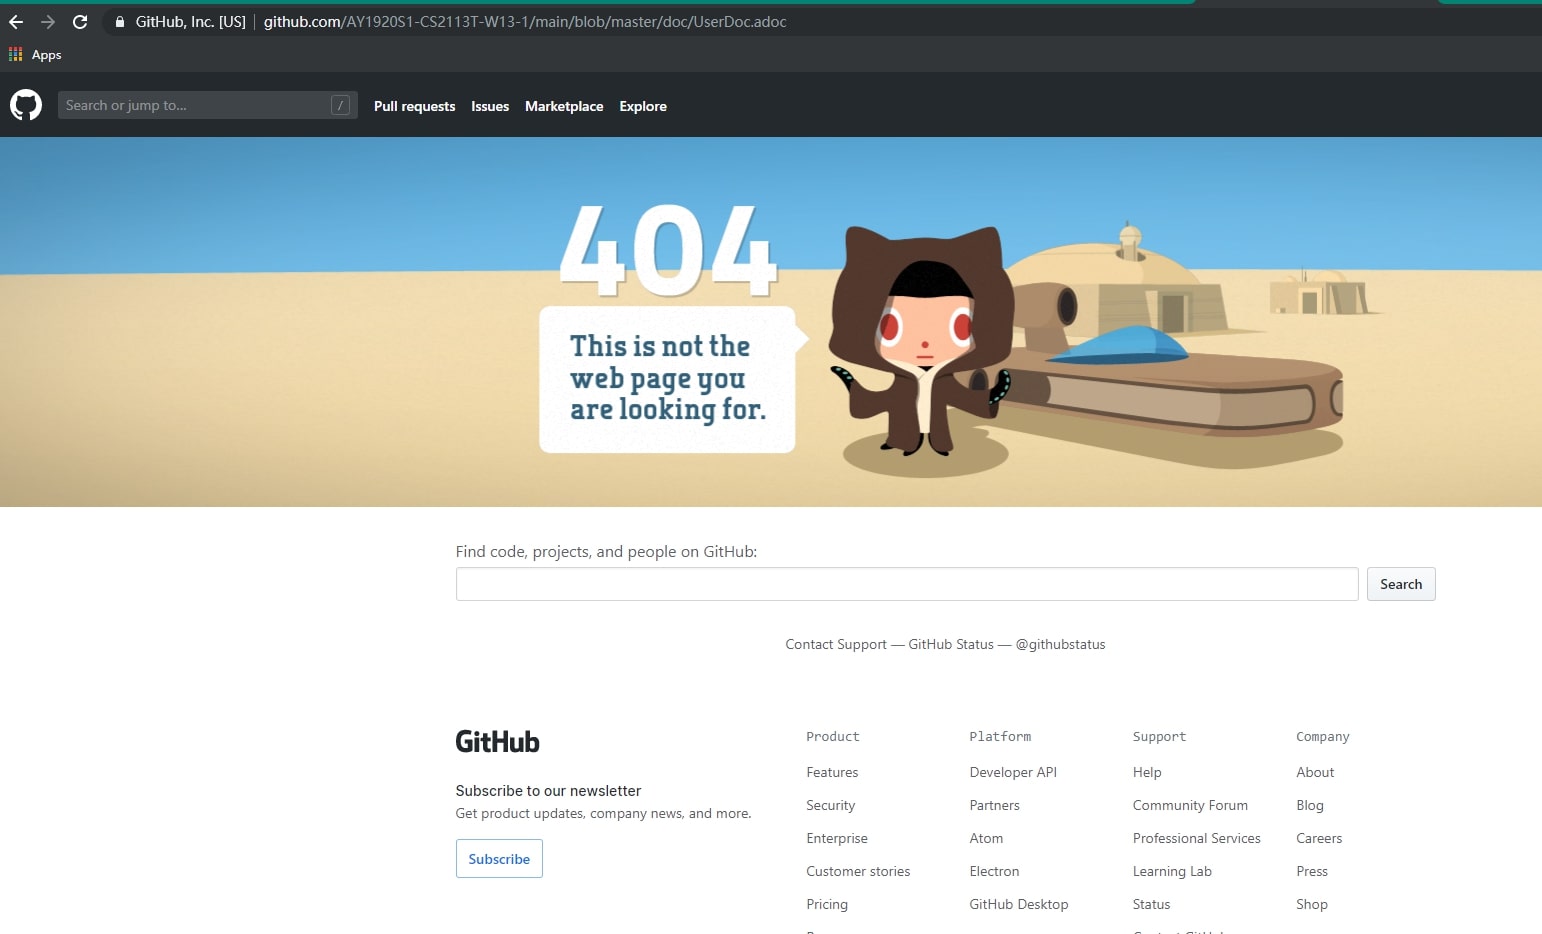 GitHub, Inc. [US] | github.com/AY1920S1-CS2113T-W13-1/main/blob/master/doc/UserDoc.adoc
Apps
Search or jump to... / Pull requests Issues Marketplace Explore
404
This is not the
web page you
are looking for.
Find code, projects, and people on GitHub:
Search
Contact Support — GitHub Status — @githubstatus
GitHub
Subscribe to our newsletter
Get product updates, company news, and more.
Subscribe
Product
Features
Security
Enterprise
Customer stories
Pricing
Platform
Developer API
Partners
Atom
Electron
GitHub Desktop
Support
Help
Community Forum
Professional Services
Learning Lab
Status
Company
About
Blog
Careers
Press
Shop